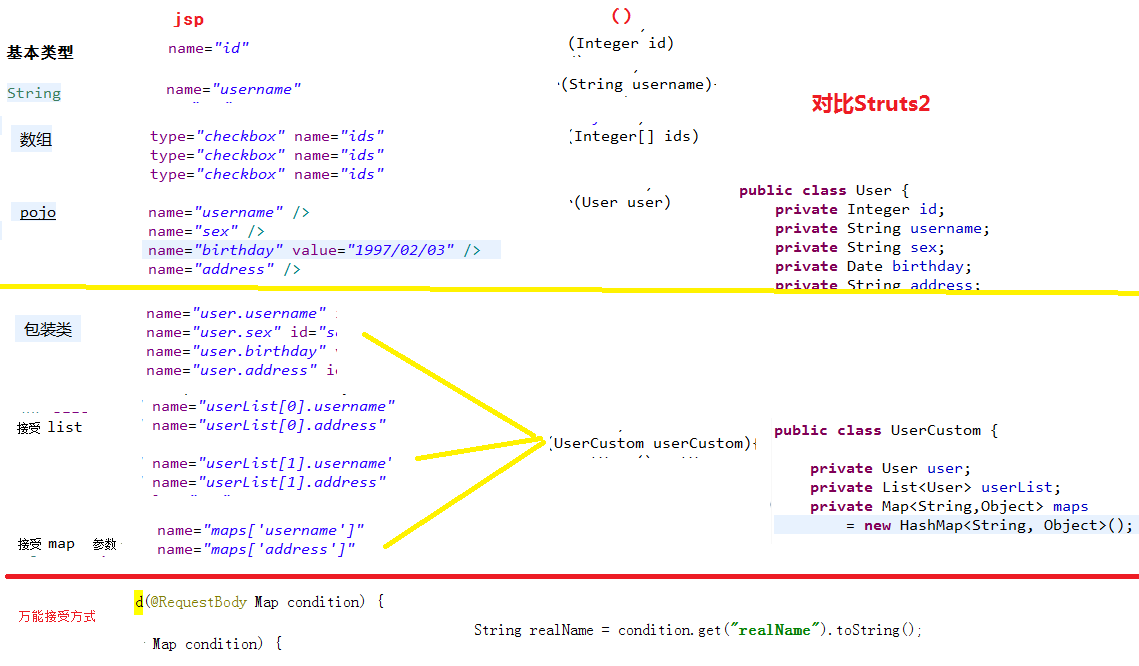 jsp
()
基本类型
name="id"
(Integer id)
String
name="username"
(String username)
对比Struts2
数组
type="checkbox" name="ids"
type="checkbox" name="ids"
type="checkbox" name="ids"
(Integer[] ids)
pojo
name="username" />
name="sex" />
name="birthday" value="1997/02/03" />
name="address" />
(User user)
public class User {
private Integer id;
private String username;
private String sex;
private Date birthday;
private String address;
包装类
name="user.username"
name="user.sex" id="s
name="user.birthday"
name="user.address" i
接受 list
name="userList[0].username"
name="userList[0].address"
name="userList[1].username'
name="userList[1].address"
(UserCustom userCustom){
public class UserCustom {
private User user;
private List<User> userList;
private Map<String,Object> maps
= new HashMap<String, Object>();
接受 map 参数
name="maps['username']"
name="maps['address']"
万能接受方式
d(@RequestBody Map condition) {
String realName = condition.get("realName").toString();
Map condition) {